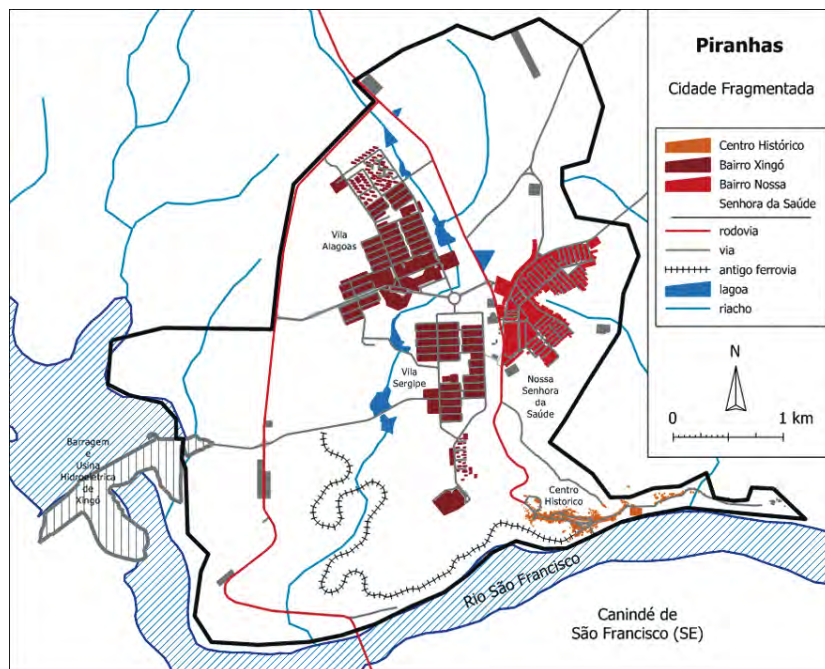 Piranhas
Cidade Fragmentada
Centro Histórico
Bairro Xingó
Bairro Nossa
Senhora da Saúde
rodovia
via
antigo ferrovia
lagoa
riacho
N
0
1 km
Vila
Alagoas
Vila
Sergipe
Nossa
Senhora
da
Saúde
Barragem
e
Usina
Hidroelétrica
de
Xingó
Centro
Historico
Rio São Francisco
Canindé de
São Francisco (SE)